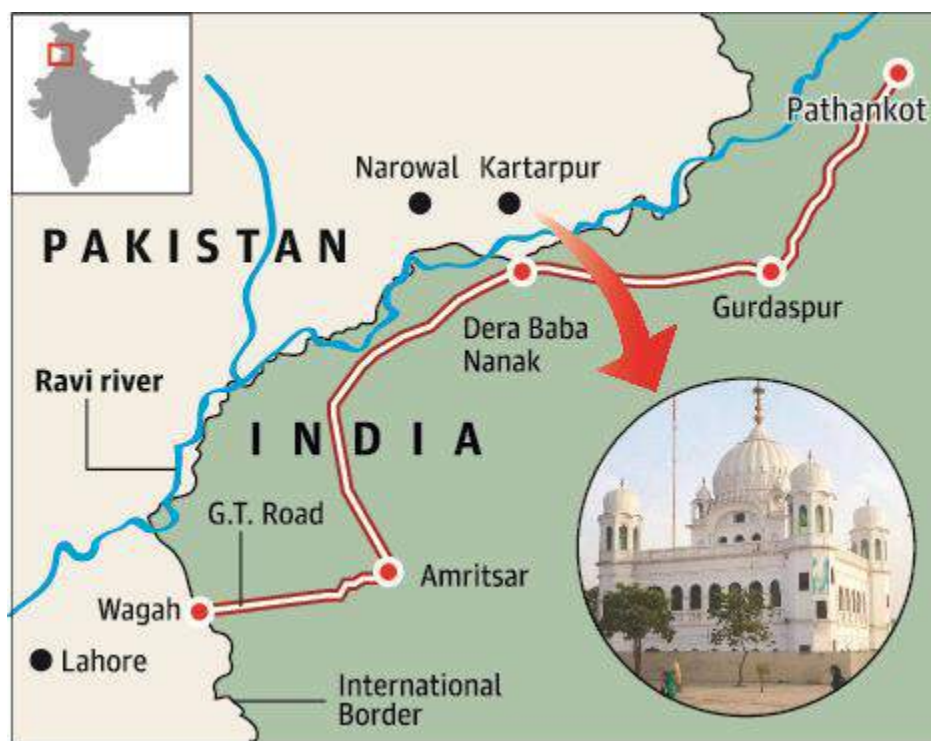 Pathankot
Narowal
Kartarpur
PAKISTAN
Gurdaspur
Dera Baba
Nanak
Ravi river
INDIA
G.T. Road
Amritsar
Wagah
Lahore
International
Border